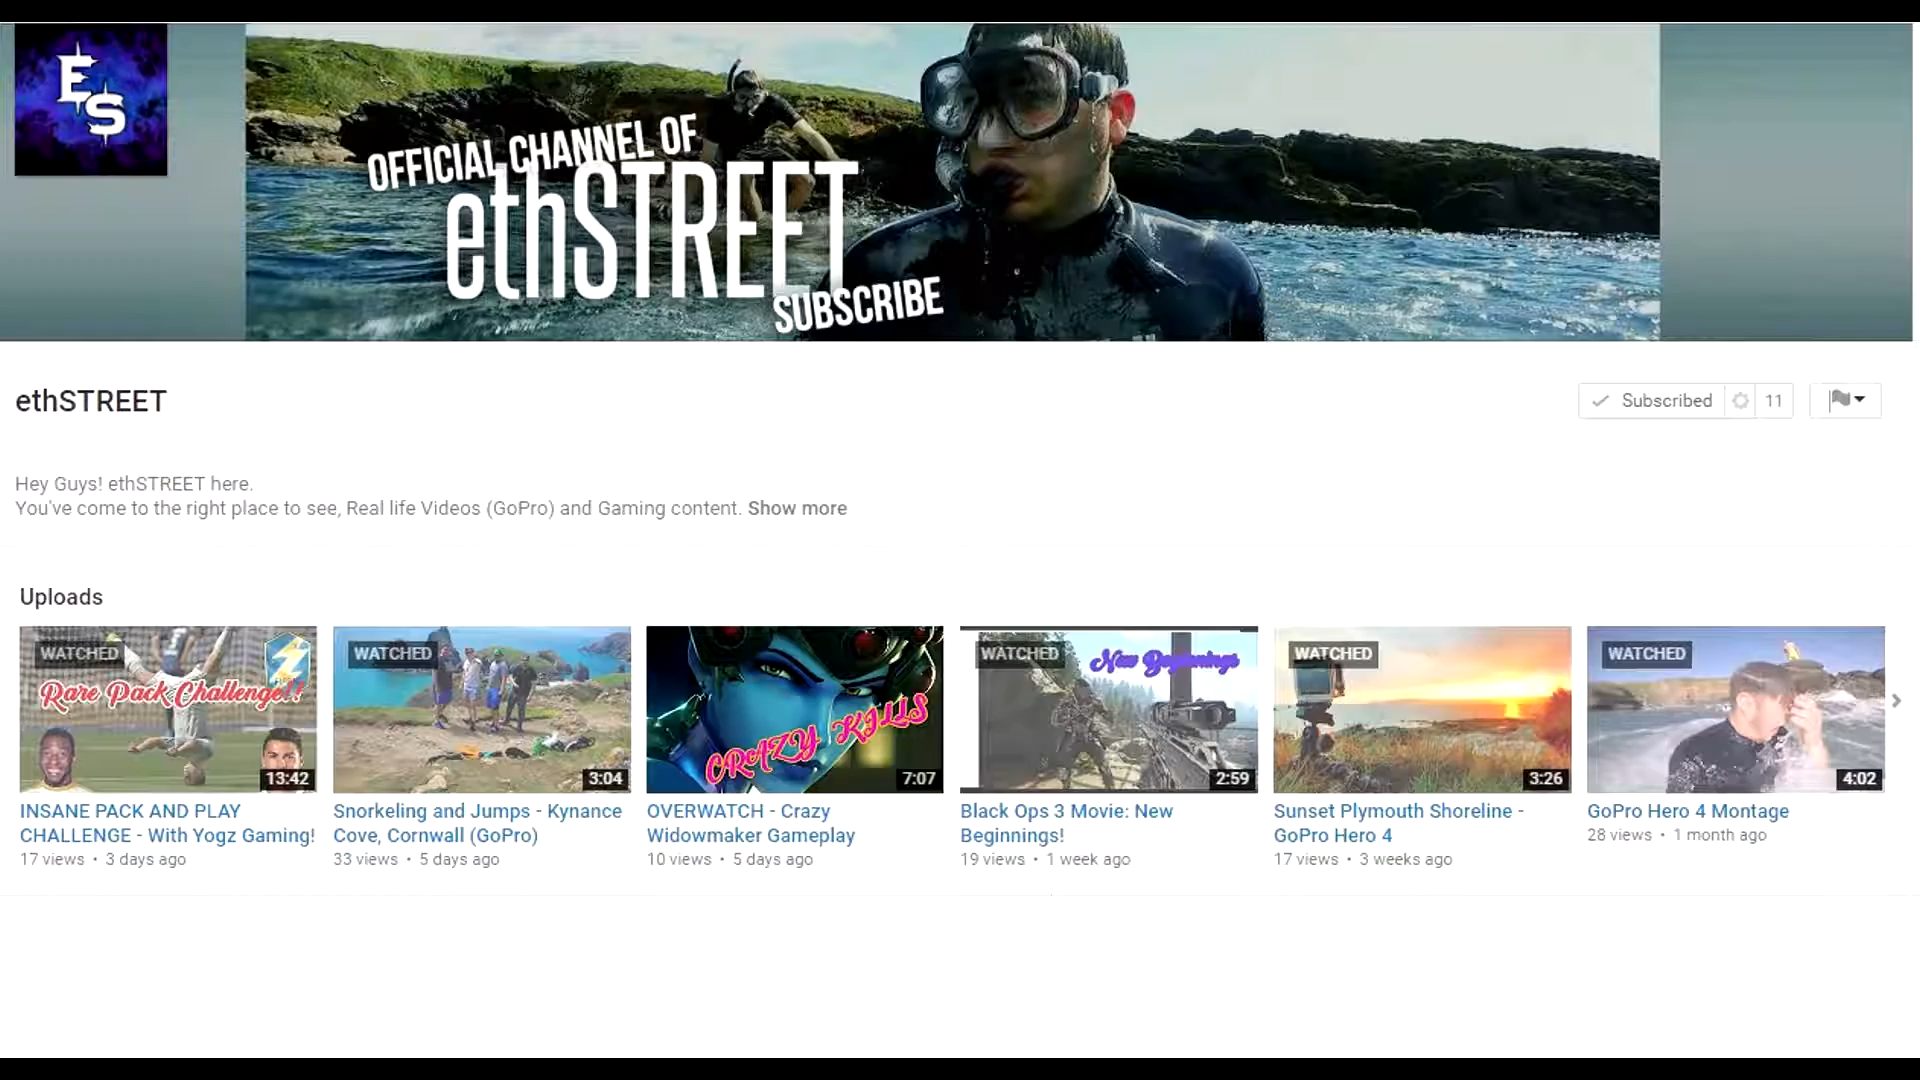 ES
OFFICIAL CHANNEL OF
ethSTREET
SUBSCRIBE
ethSTREET
Subscribed 11
Hey Guys! ethSTREET here.
You've come to the right place to see, Real life Videos (GoPro) and Gaming content. Show more
Uploads
WATCHED
Rare Pack Challenge!!
13:42
INSANE PACK AND PLAY
CHALLENGE - With Yogz Gaming!
17 views • 3 days ago
WATCHED
3:04
Snorkeling and Jumps - Kynance
Cove, Cornwall (GoPro)
33 views • 5 days ago
CRAZY KILLS
7:07
OVERWATCH - Crazy
Widowmaker Gameplay
10 views • 5 days ago
WATCHED
New Beginnings
2:59
Black Ops 3 Movie: New
Beginnings!
19 views • 1 week ago
WATCHED
3:26
Sunset Plymouth Shoreline -
GoPro Hero 4
17 views • 3 weeks ago
WATCHED
4:02
GoPro Hero 4 Montage
28 views • 1 month ago